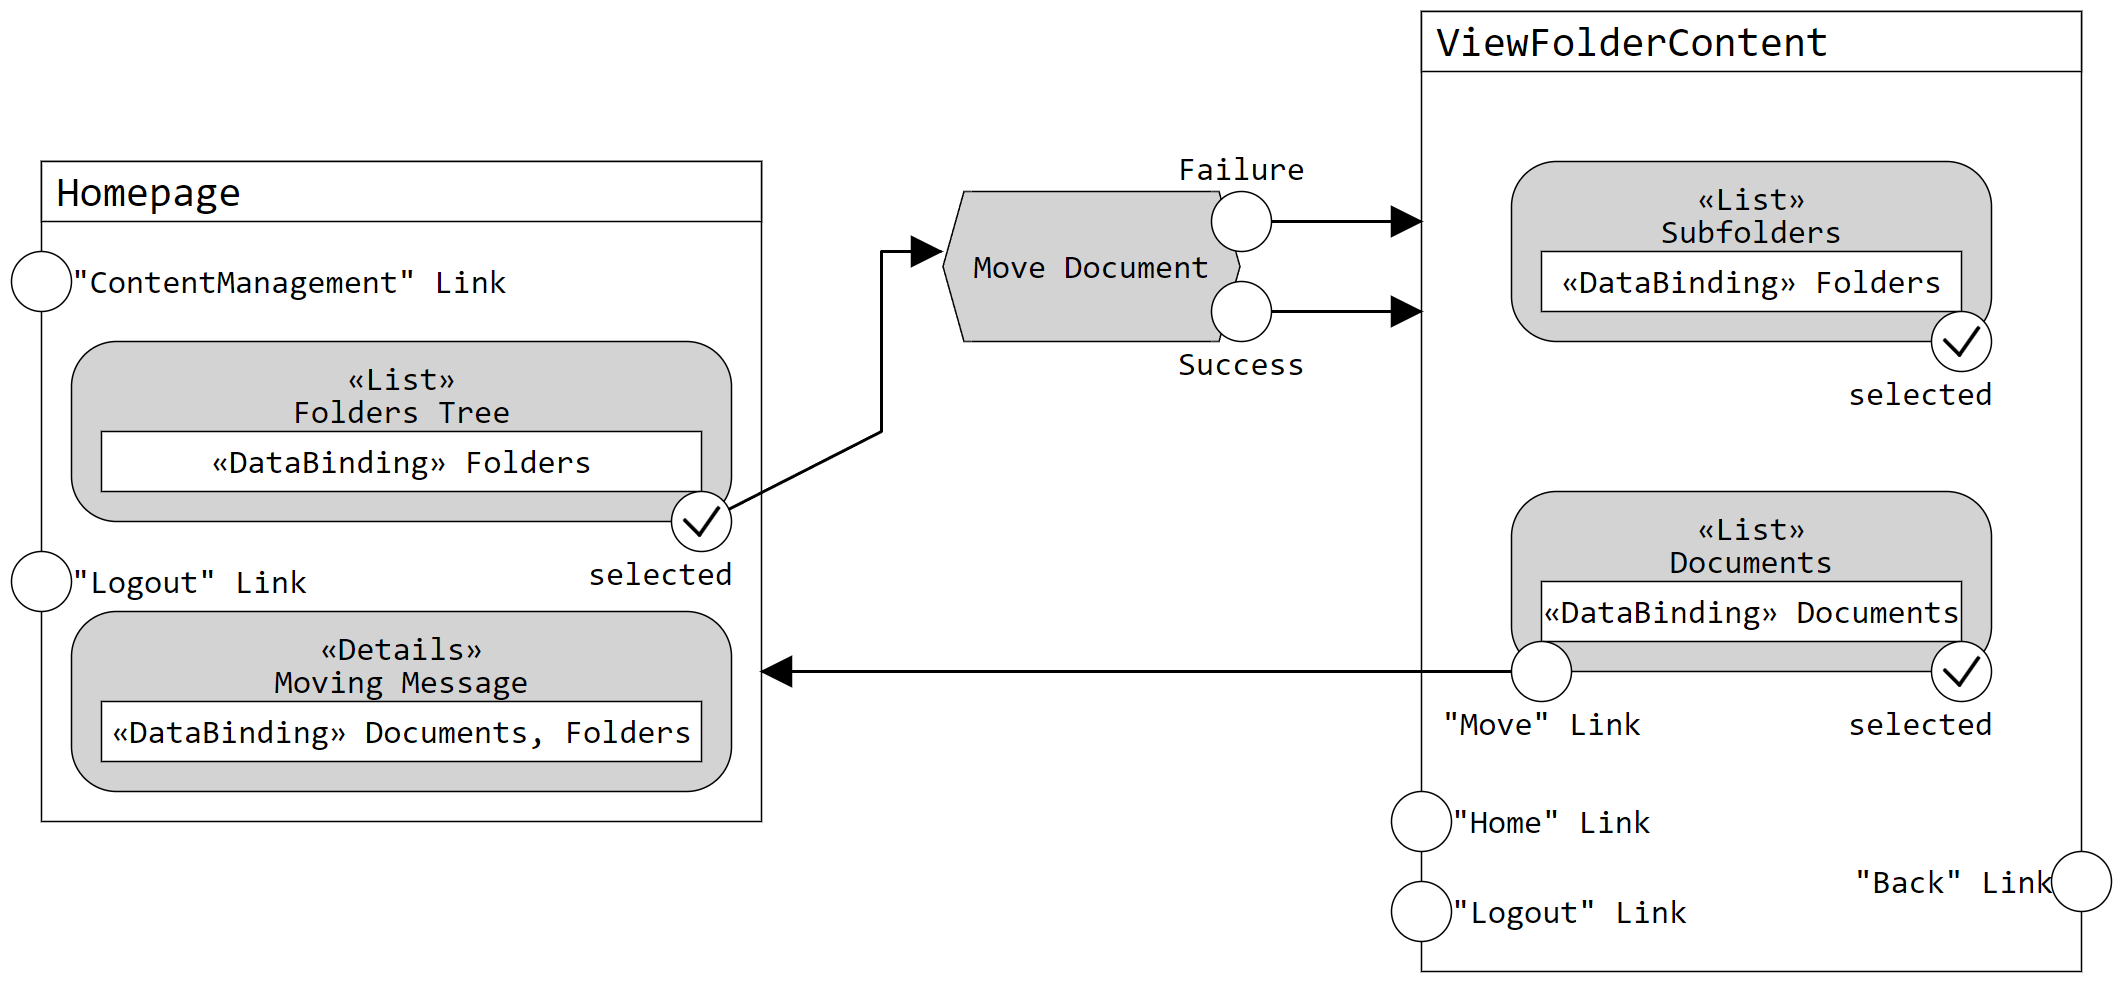 Homepage
"ContentManagement" Link
«List»
Folders Tree
«DataBinding» Folders
selected
"Logout" Link
«Details»
Moving Message
«DataBinding» Documents, Folders
Failure
Move Document
Success
ViewFolderContent
«List»
Subfolders
«DataBinding» Folders
selected
«List»
Documents
«DataBinding» Documents
"Move" Link
selected
"Home" Link
"Back" Link
"Logout" Link